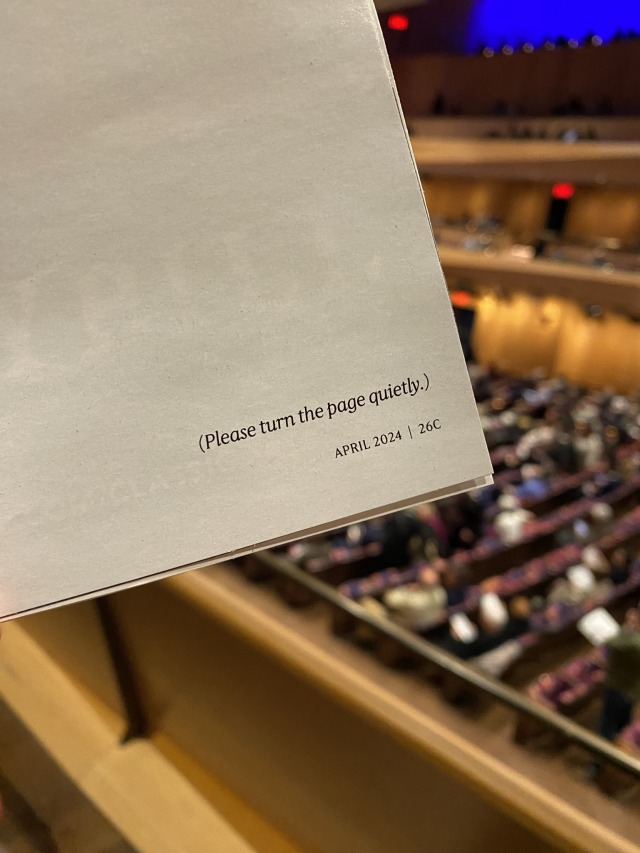 (Please turn the page quietly.)
APRIL 2024 | 26C